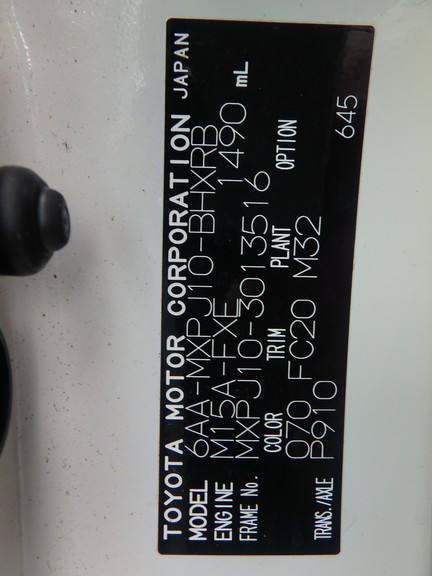 TOYOTA MOTOR CORPORATION JAPAN
MODEL 6AA-MXPJ10-BHXRB
ENGINE M15A-FXE 1490 mL
FRAME No. MXPJ10-3013516
COLOR TRIM PLANT OPTION
070 FC20 M32
TRANS./AXLE P910 645